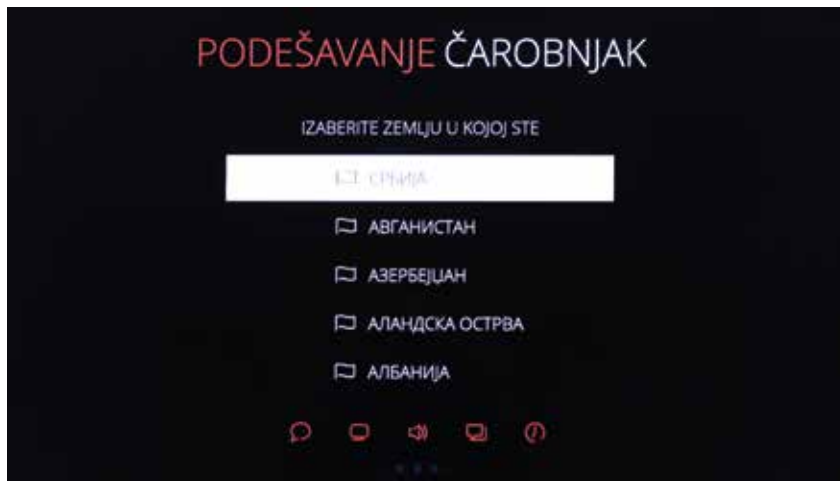 PODEŠAVANJE ČAROBNJAK
IZABERITE ZEMLJU U KOJOJ STE
СРБИЈА
АВГАНИСТАН
АЗЕРБЕЈЏАН
АЛАНДСКА ОСТРВА
АЛБАНИЈА